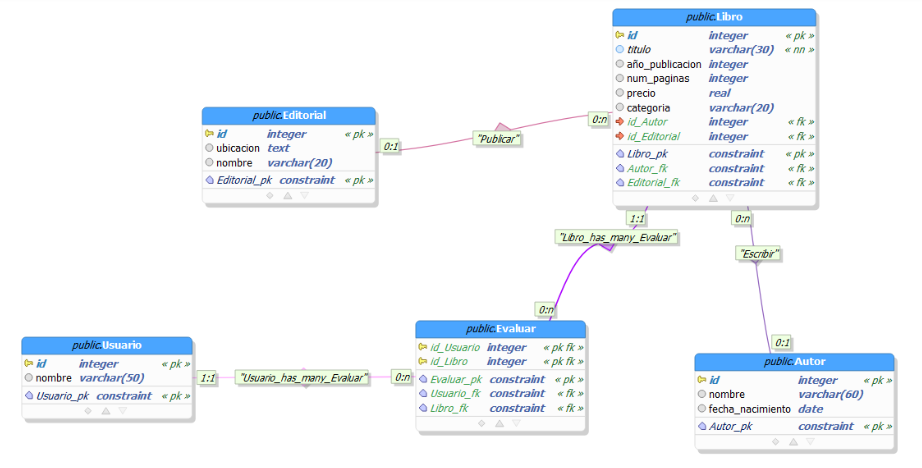 public.Libro
id integer « pk »
titulo varchar(30) « nn »
año_publicacion integer
num_paginas integer
precio real
categoria varchar(20)
id_Autor integer « fk »
id_Editorial integer « fk »
Libro_pk constraint « pk »
Autor_fk constraint « fk »
Editorial_fk constraint « fk »
public.Editorial
id integer « pk »
ubicacion text
nombre varchar(20)
Editorial_pk constraint « pk »
0:1
"Publicar"
0:n
1:1
"Libro_has_many_Evaluar"
0:n
0:n
"Escribir"
0:1
public.Usuario
id integer « pk »
nombre varchar(50)
Usuario_pk constraint « pk »
1:1
"Usuario_has_many_Evaluar"
0:n
public.Evaluar
id_Usuario integer « pk fk »
id_Libro integer « pk fk »
Evaluar_pk constraint « pk »
Usuario_fk constraint « fk »
Libro_fk constraint « fk »
public.Autor
id integer « pk »
nombre varchar(60)
fecha_nacimiento date
Autor_pk constraint « pk »